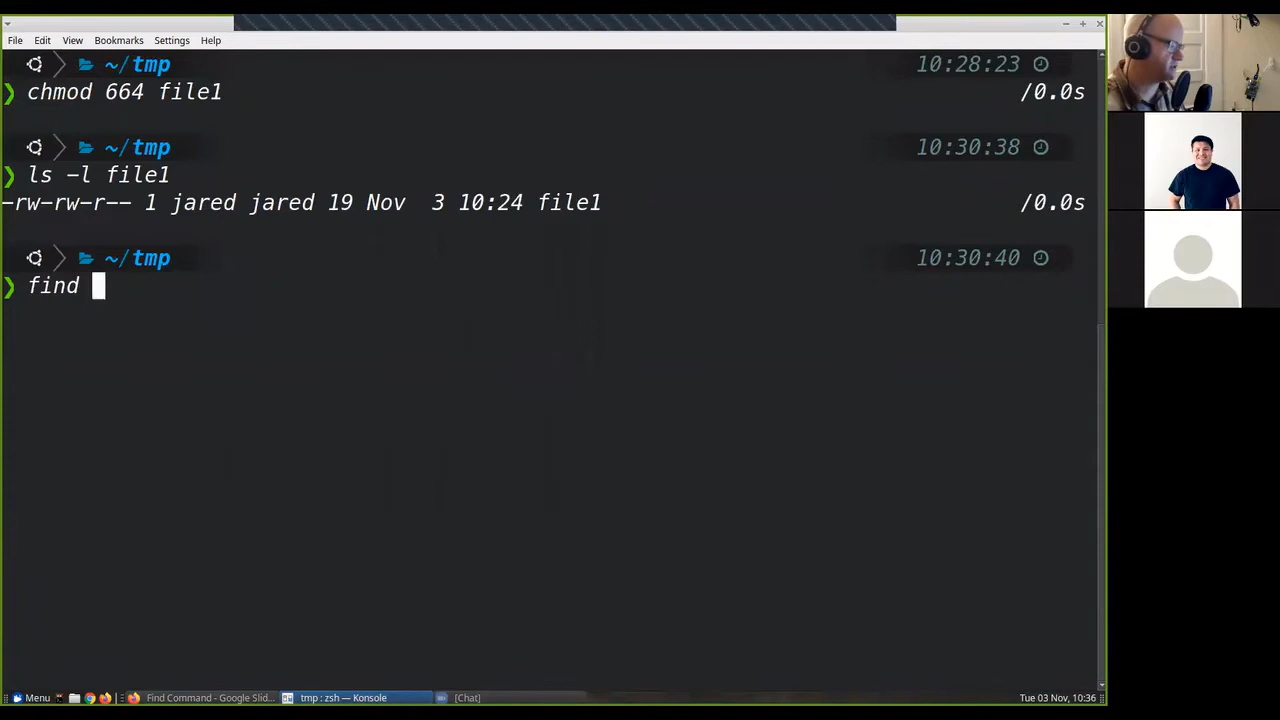 File Edit View Bookmarks Settings Help
~/tmp 10:28:23
❯ chmod 664 file1 /0.0s
~/tmp 10:30:38
❯ ls -l file1
-rw-rw-r-- 1 jared jared 19 Nov  3 10:24 file1 /0.0s
~/tmp 10:30:40
❯ find
Menu Find Command - Google Slid... tmp : zsh — Konsole [Chat] Tue 03 Nov, 10:36